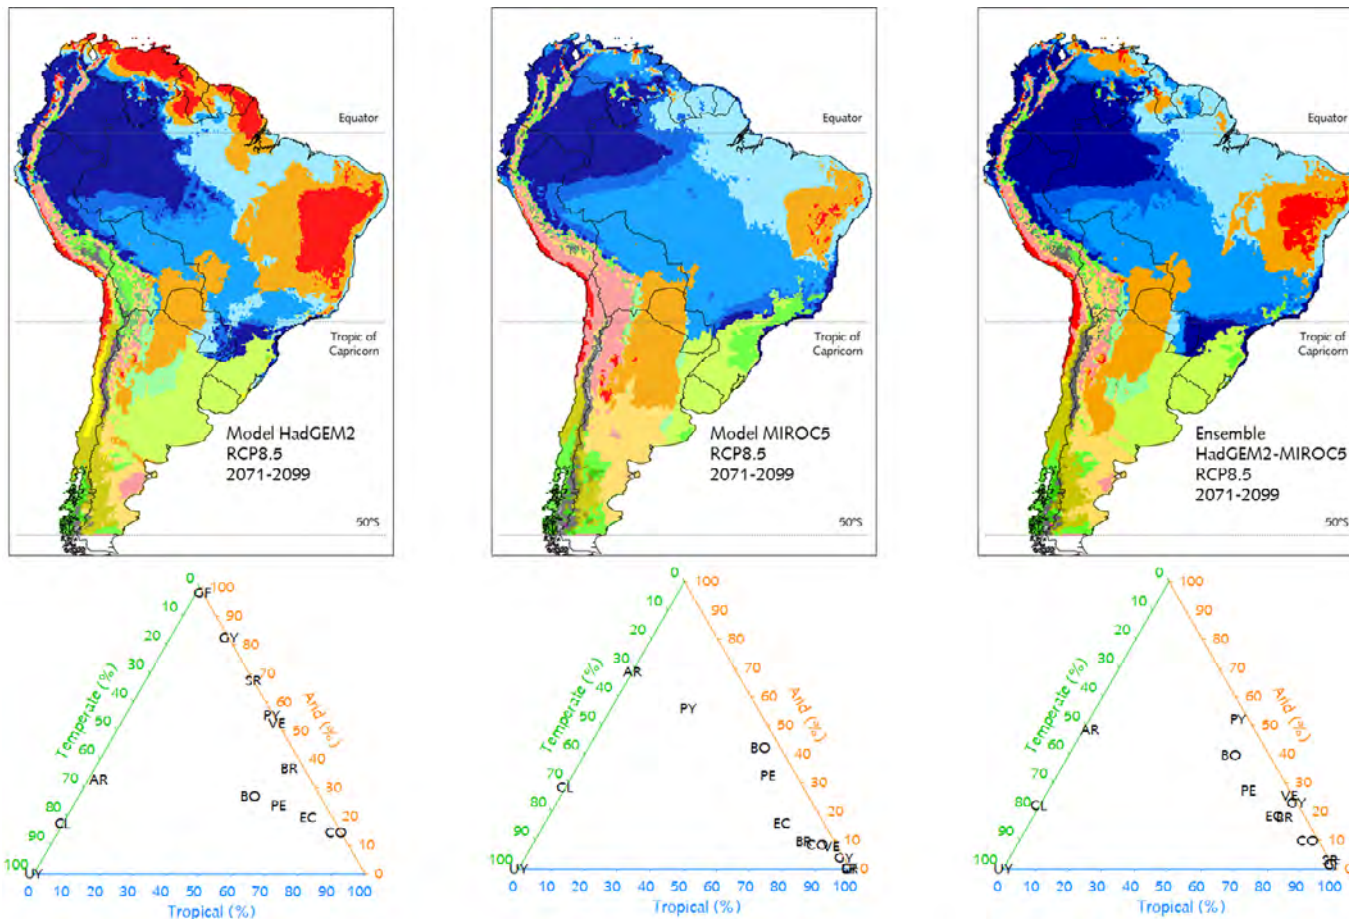 Equator
Tropic of
Capricorn
Model HadGEM2
RCP8.5
2071-2099
50°S
Equator
Tropic of
Capricorn
Model MIROC5
RCP8.5
2071-2099
50°S
Equator
Tropic of
Capricorn
Ensemble
HadGEM2-MIROC5
RCP8.5
2071-2099
50°S
0 10 20 30 40 50 60 70 80 90 100
Temperate (%)
100 90 80 70 60 50 40 30 20 10 0
Arid (%)
GF
GY
SR
PY
VE
BR
AR
BO
PE
EC
CL
CO
UY
0 10 20 30 40 50 60 70 80 90 100
Tropical (%)
0 10 20 30 40 50 60 70 80 90 100
Temperate (%)
100 90 80 70 60 50 40 30 20 10 0
Arid (%)
AR
PY
BO
PE
CL
EC
BR
CO
VE
GY
UY
0 10 20 30 40 50 60 70 80 90 100
Tropical (%)
0 10 20 30 40 50 60 70 80 90 100
Temperate (%)
100 90 80 70 60 50 40 30 20 10 0
Arid (%)
PY
AR
BO
PE
VE
GY
CL
EC
BR
CO
UY
0 10 20 30 40 50 60 70 80 90 100
Tropical (%)